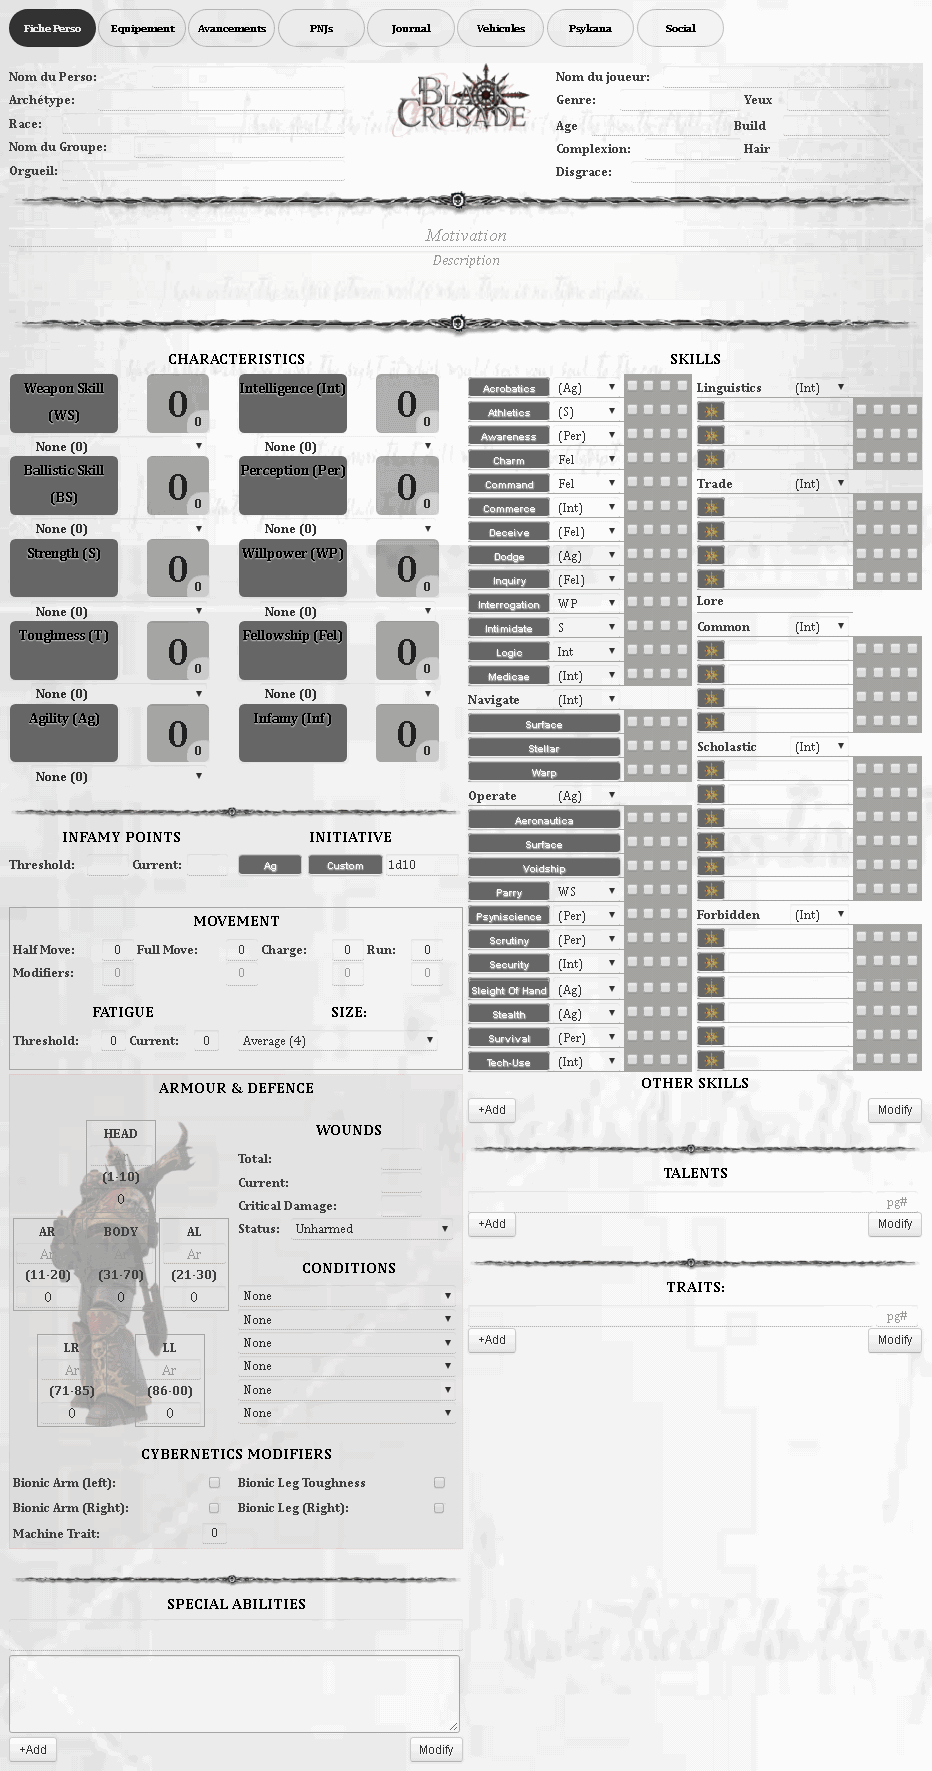 Fiche Perso Equipement Avancements PNJs Journal Vehicules Psykana Social
Nom du Perso:
Archétype:
Race:
Nom du Groupe:
Orgueil:
BLACK CRUSADE
Nom du joueur:
Genre: Yeux
Age Build
Complexion: Hair
Disgrace:
Motivation
Description
CHARACTERISTICS
Weapon Skill (WS) 0 0 Intelligence (Int) 0 0
None (0) None (0)
Ballistic Skill (BS) 0 0 Perception (Per) 0 0
None (0) None (0)
Strength (S) 0 0 Willpower (WP) 0 0
None (0) None (0)
Toughness (T) 0 0 Fellowship (Fel) 0 0
None (0) None (0)
Agility (Ag) 0 0 Infamy (Inf) 0 0
None (0)
INFAMY POINTS
Threshold: Current:
INITIATIVE
Ag Custom 1d10
MOVEMENT
Half Move: 0 Full Move: 0 Charge: 0 Run: 0
Modifiers: 0 0 0 0
FATIGUE
Threshold: 0 Current: 0
SIZE:
Average (4)
ARMOUR & DEFENCE
HEAD
Ar
(1-10)
0
AR BODY AL
Ar Ar Ar
(11-20) (31-70) (21-30)
0 0 0
LR LL
Ar Ar
(71-85) (86-00)
0 0
WOUNDS
Total:
Current:
Critical Damage:
Status: Unharmed
CONDITIONS
None
None
None
None
None
None
CYBERNETICS MODIFIERS
Bionic Arm (left): Bionic Leg Toughness
Bionic Arm (Right): Bionic Leg (Right):
Machine Trait: 0
SPECIAL ABILITIES
+Add Modify
SKILLS
Acrobatics (Ag)
Athletics (S)
Awareness (Per)
Charm Fel
Command Fel
Commerce (Int)
Deceive (Fel)
Dodge (Ag)
Inquiry (Fel)
Interrogation WP
Intimidate S
Logic Int
Medicae (Int)
Navigate (Int)
Surface
Stellar
Warp
Operate (Ag)
Aeronautica
Surface
Voidship
Parry WS
Psyniscience (Per)
Scrutiny (Per)
Security (Int)
Sleight Of Hand (Ag)
Stealth (Ag)
Survival (Per)
Tech-Use (Int)
Linguistics (Int)
Trade (Int)
Lore
Common (Int)
Scholastic (Int)
Forbidden (Int)
OTHER SKILLS
+Add Modify
TALENTS
pg#
+Add Modify
TRAITS:
pg#
+Add Modify